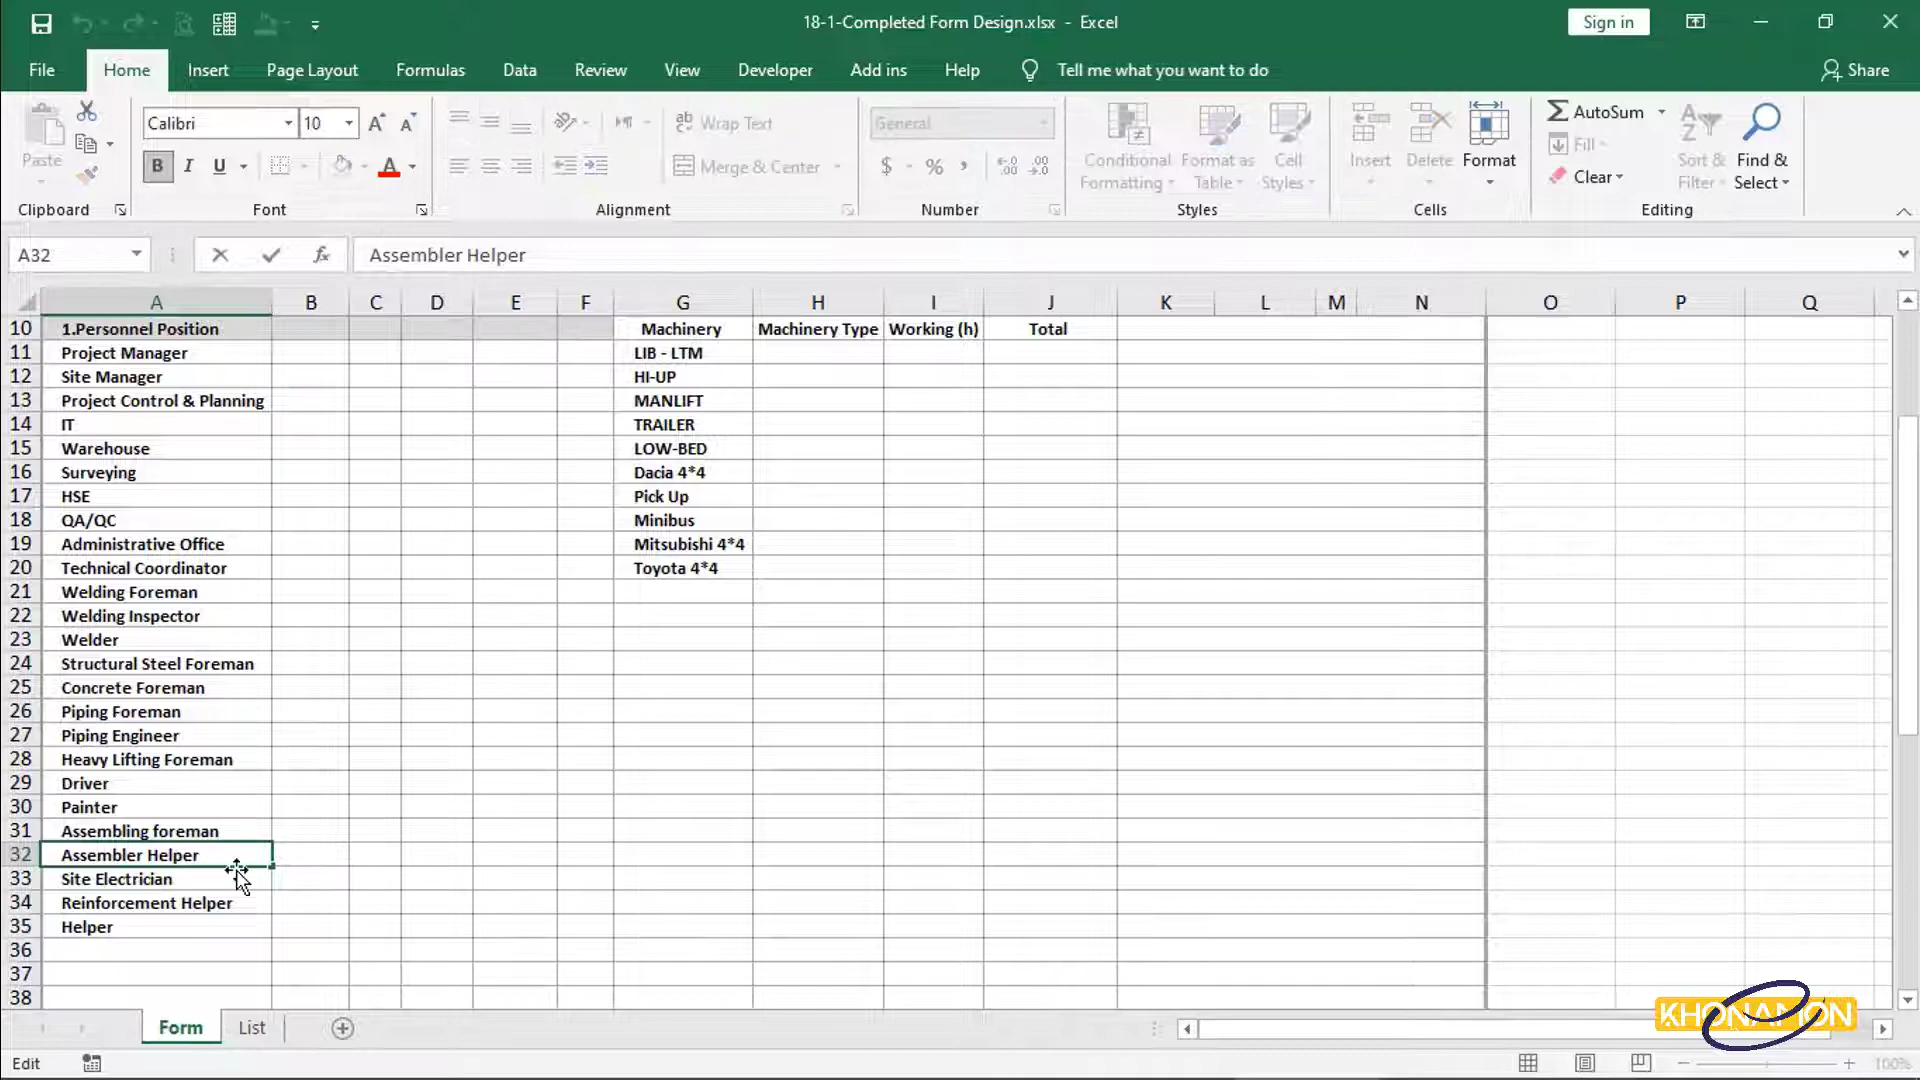 18-1-Completed Form Design.xlsx - Excel
Sign in
File Home Insert Page Layout Formulas Data Review View Developer Add ins Help Tell me what you want to do Share
Paste
Clipboard
Calibri 10
B I U A
Font
ab Wrap Text
Merge & Center
Alignment
General
$ % ,
Number
Conditional Formatting
Format as Table
Cell Styles
Styles
Insert Delete Format
Cells
AutoSum
Fill
Clear
Sort & Filter
Find & Select
Editing
A32 fx Assembler Helper
A B C D E F G H I J K L M N O P Q
10 1.Personnel Position Machinery Machinery Type Working (h) Total
11 Project Manager LIB - LTM
12 Site Manager HI-UP
13 Project Control & Planning MANLIFT
14 IT TRAILER
15 Warehouse LOW-BED
16 Surveying Dacia 4*4
17 HSE Pick Up
18 QA/QC Minibus
19 Administrative Office Mitsubishi 4*4
20 Technical Coordinator Toyota 4*4
21 Welding Foreman
22 Welding Inspector
23 Welder
24 Structural Steel Foreman
25 Concrete Foreman
26 Piping Foreman
27 Piping Engineer
28 Heavy Lifting Foreman
29 Driver
30 Painter
31 Assembling foreman
32 Assembler Helper
33 Site Electrician
34 Reinforcement Helper
35 Helper
36
37
38
Form List
KHONAMON
Edit 100%